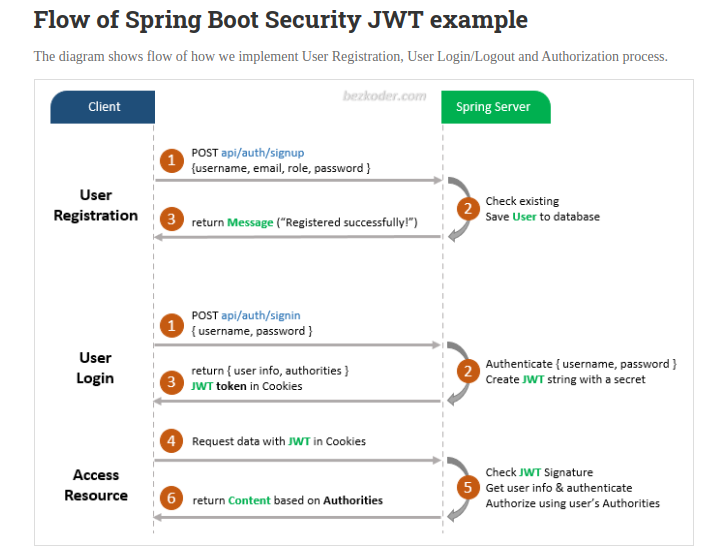 Flow of Spring Boot Security JWT example
The diagram shows flow of how we implement User Registration, User Login/Logout and Authorization process.
Client
bezkoder.com
Spring Server
User
Registration
1
POST api/auth/signup
{username, email, role, password }
2
Check existing
Save User to database
3
return Message (“Registered successfully!”)
User
Login
1
POST api/auth/signin
{ username, password }
2
Authenticate { username, password }
Create JWT string with a secret
3
return { user info, authorities }
JWT token in Cookies
Access
Resource
4
Request data with JWT in Cookies
5
Check JWT Signature
Get user info & authenticate
Authorize using user’s Authorities
6
return Content based on Authorities